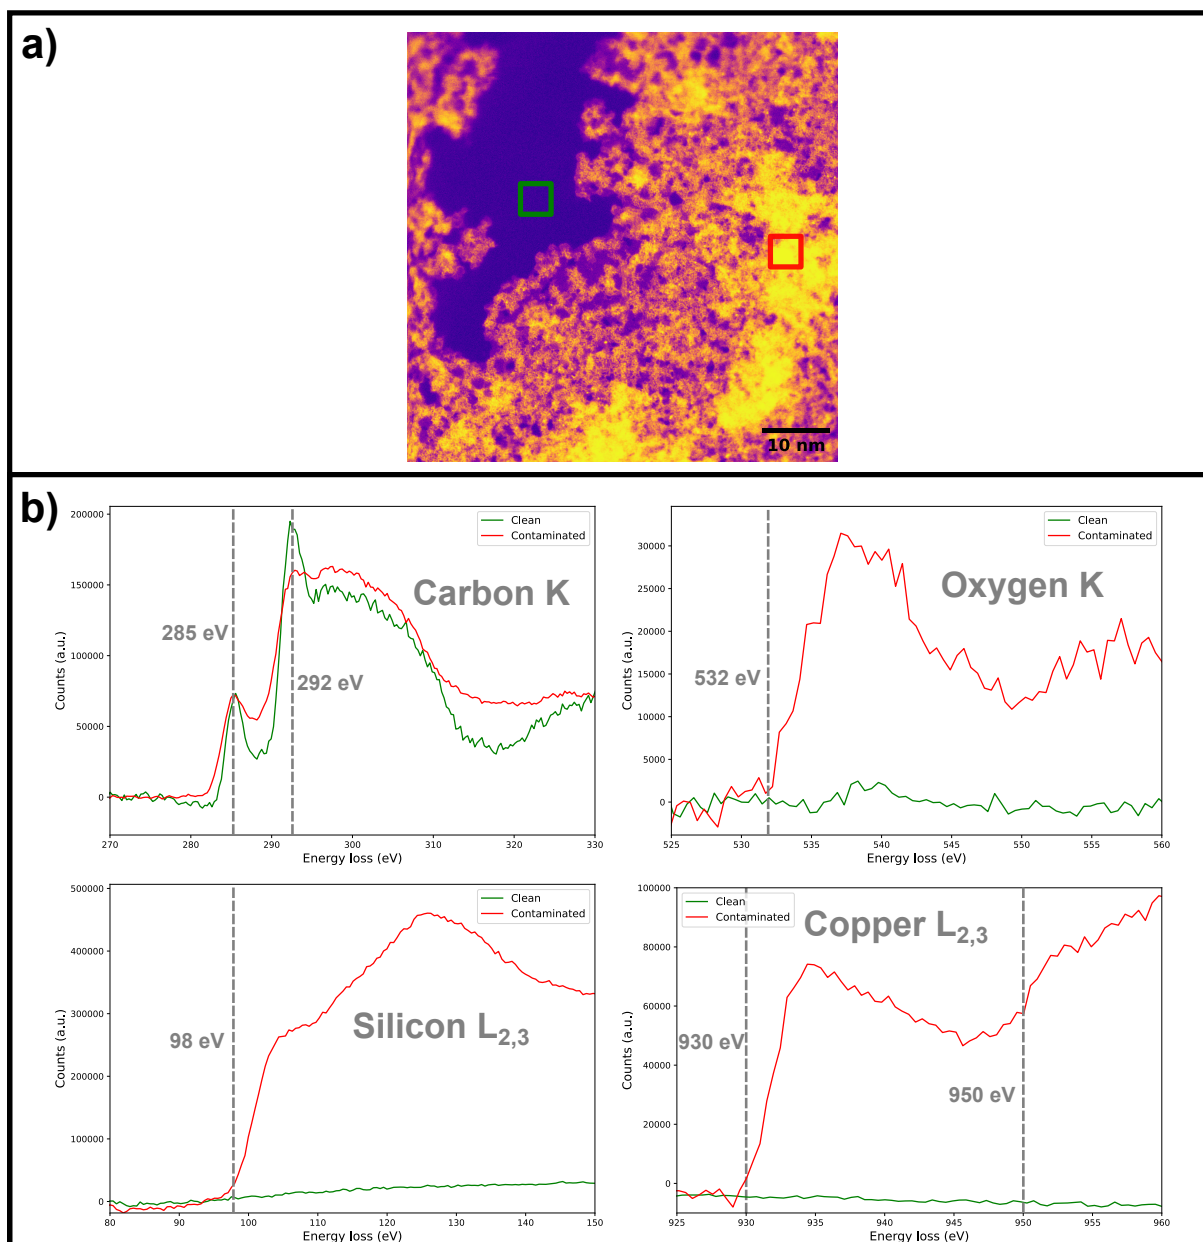 a)
10 nm
b)
200000
150000
100000
50000
0
270 280 290 300 310 320 330
Energy loss (eV)
Counts (a.u.)
Clean
Contaminated
Carbon K
285 eV
292 eV
30000
25000
20000
15000
10000
5000
0
525 530 535 540 545 550 555 560
Energy loss (eV)
Counts (a.u.)
Clean
Contaminated
Oxygen K
532 eV
500000
400000
300000
200000
100000
0
80 90 100 110 120 130 140 150
Energy loss (eV)
Counts (a.u.)
Clean
Contaminated
Silicon L2,3
98 eV
100000
80000
60000
40000
20000
0
925 930 935 940 945 950 955 960
Energy loss (eV)
Counts (a.u.)
Clean
Contaminated
Copper L2,3
930 eV
950 eV